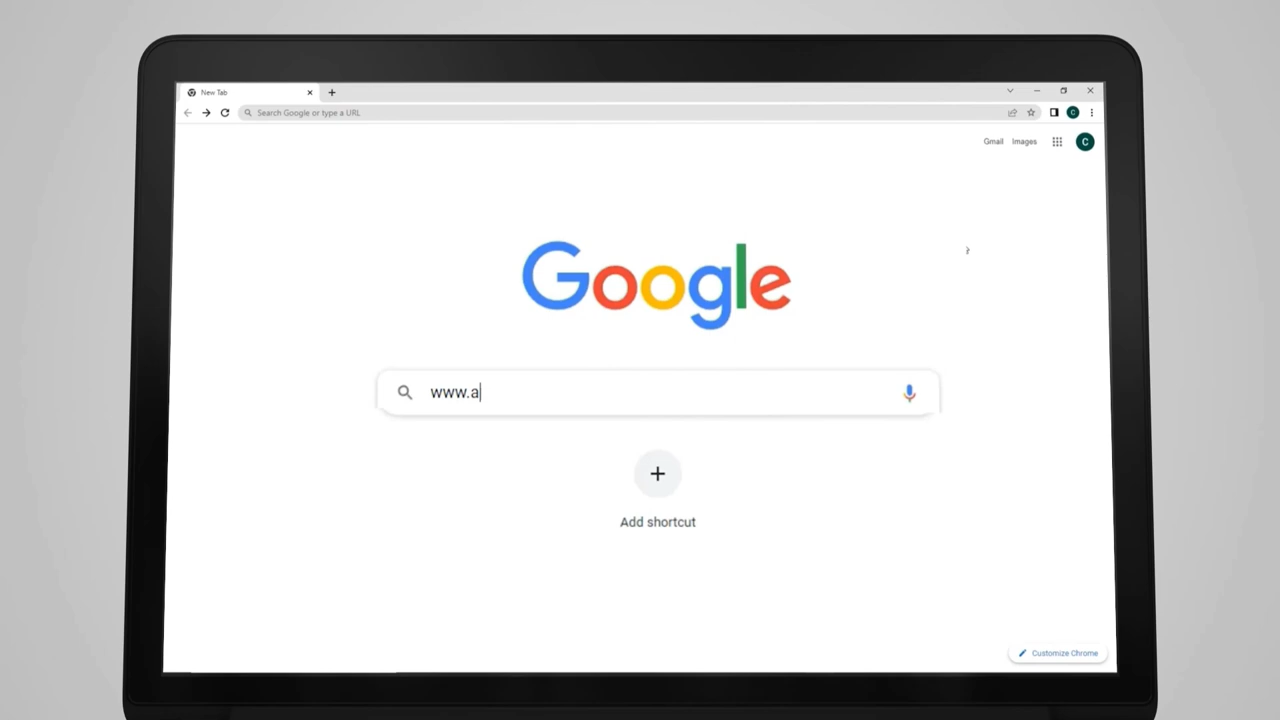 New Tab
Search Google or type a URL
C
Gmail Images
C
Google
www.a
Add shortcut
Customize Chrome